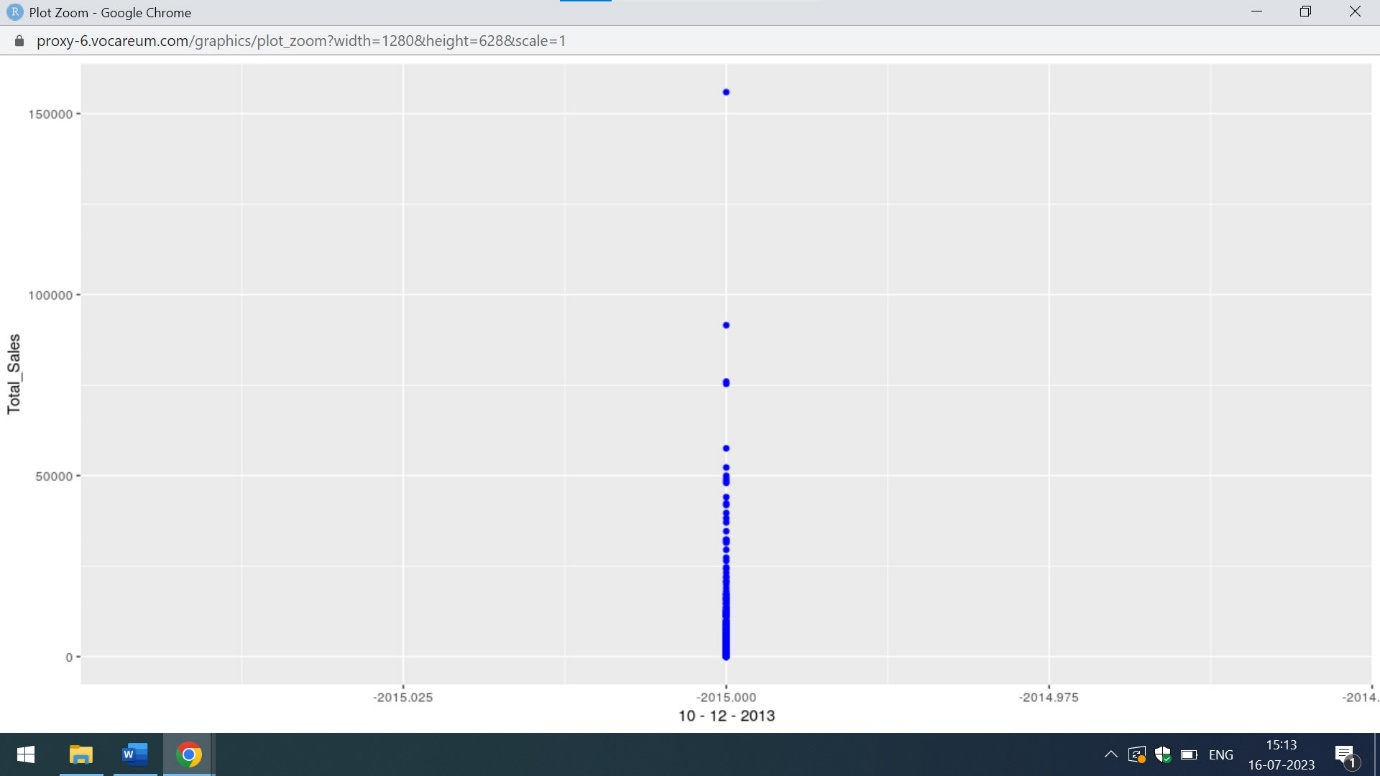 R Plot Zoom - Google Chrome
proxy-6.vocareum.com/graphics/plot_zoom?width=1280&height=628&scale=1
150000
100000
50000
0
Total_Sales
-2015.025 -2015.000 -2014.975 -2014.
10 - 12 - 2013
W ENG 15:13
16-07-2023 1